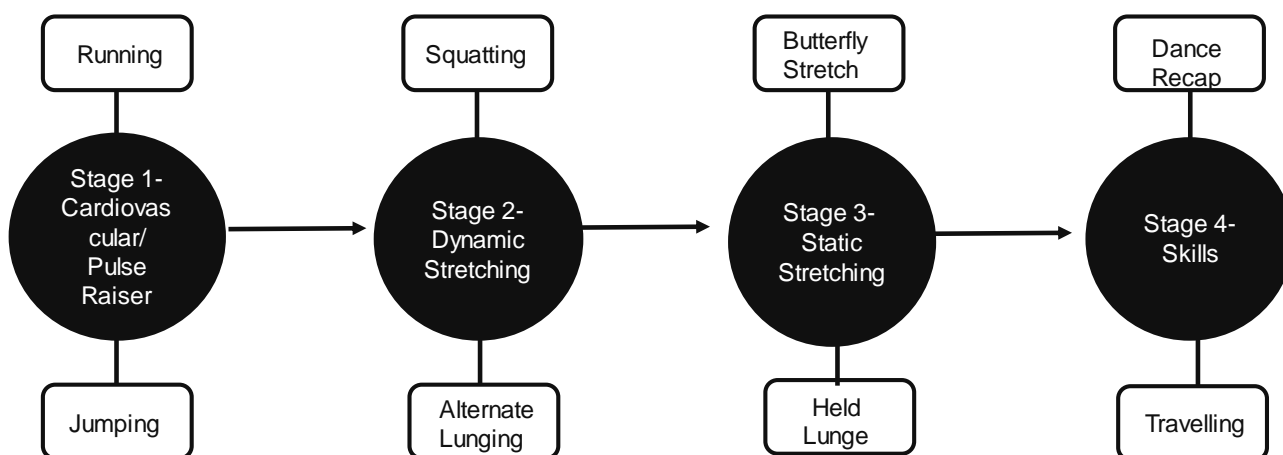 Running
Squatting
Butterfly
Stretch
Dance
Recap
Stage 1-
Cardiovas
cular/
Pulse
Raiser
Stage 2-
Dynamic
Stretching
Stage 3-
Static
Stretching
Stage 4-
Skills
Jumping
Alternate
Lunging
Held
Lunge
Travelling